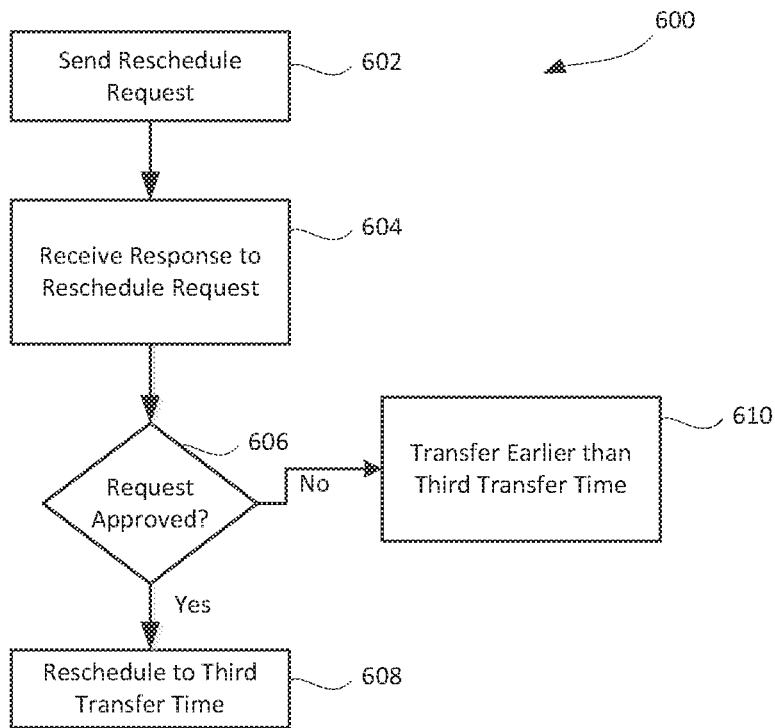 600
Send Reschedule
Request
602
Receive Response to
Reschedule Request
604
606
Request
Approved?
No
Transfer Earlier than
Third Transfer Time
610
Yes
Reschedule to Third
Transfer Time
608